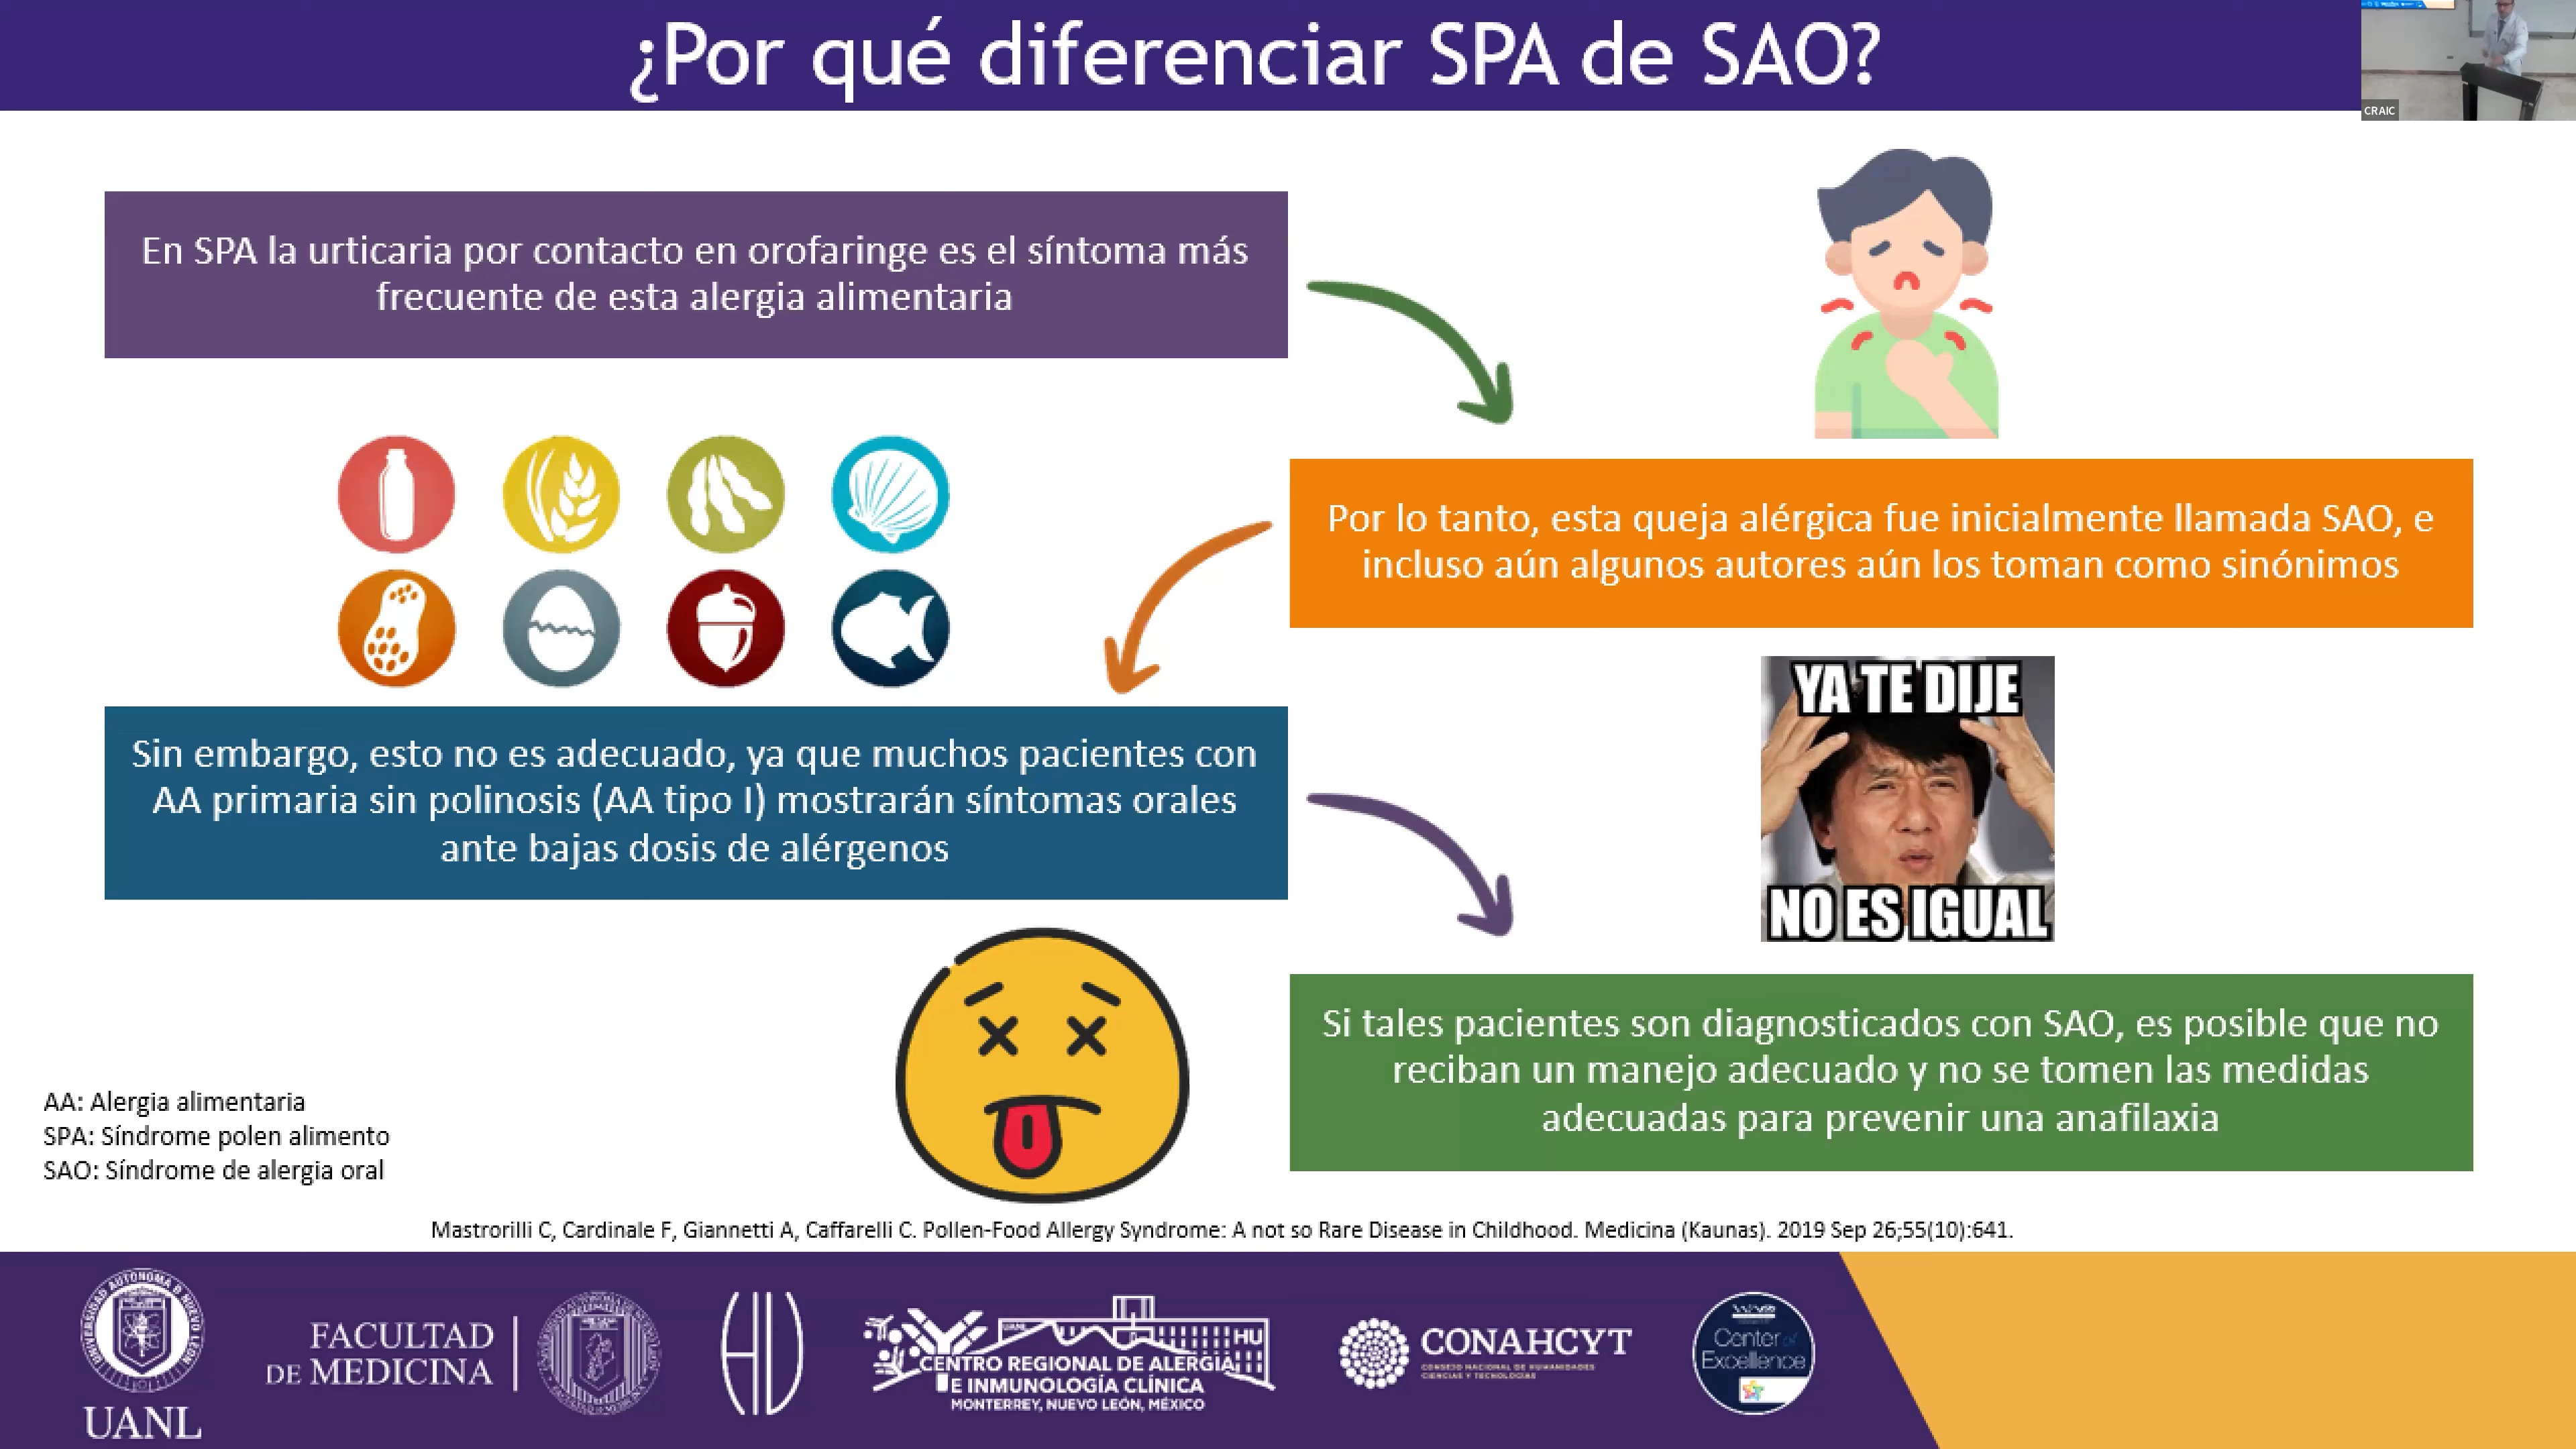 ¿Por qué diferenciar SPA de SAO?
CRAIC
En SPA la urticaria por contacto en orofaringe es el síntoma más
frecuente de esta alergia alimentaria
Por lo tanto, esta queja alérgica fue inicialmente llamada SAO, e
incluso aún algunos autores aún los toman como sinónimos
YA TE DIJE
NO ES IGUAL
Sin embargo, esto no es adecuado, ya que muchos pacientes con
AA primaria sin polinosis (AA tipo I) mostrarán síntomas orales
ante bajas dosis de alérgenos
Si tales pacientes son diagnosticados con SAO, es posible que no
reciban un manejo adecuado y no se tomen las medidas
adecuadas para prevenir una anafilaxia
AA: Alergia alimentaria
SPA: Síndrome polen alimento
SAO: Síndrome de alergia oral
Mastrorilli C, Cardinale F, Giannetti A, Caffarelli C. Pollen-Food Allergy Syndrome: A not so Rare Disease in Childhood. Medicina (Kaunas). 2019 Sep 26;55(10):641.
UANL
FACULTAD
DE MEDICINA
UANL
HU
CENTRO REGIONAL DE ALERGIA
E INMUNOLOGÍA CLÍNICA
MONTERREY, NUEVO LEÓN, MÉXICO
CONAHCYT
CONSEJO NACIONAL DE HUMANIDADES
CIENCIAS Y TECNOLOGÍAS
Center of
Excellence